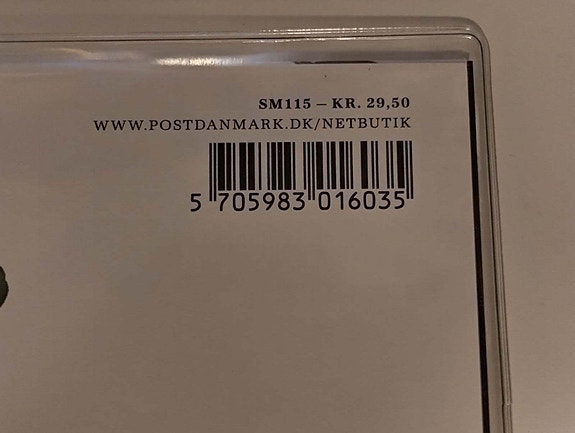 SM115 – KR. 29,50
WWW.POSTDANMARK.DK/NETBUTIK
5 705983 016035